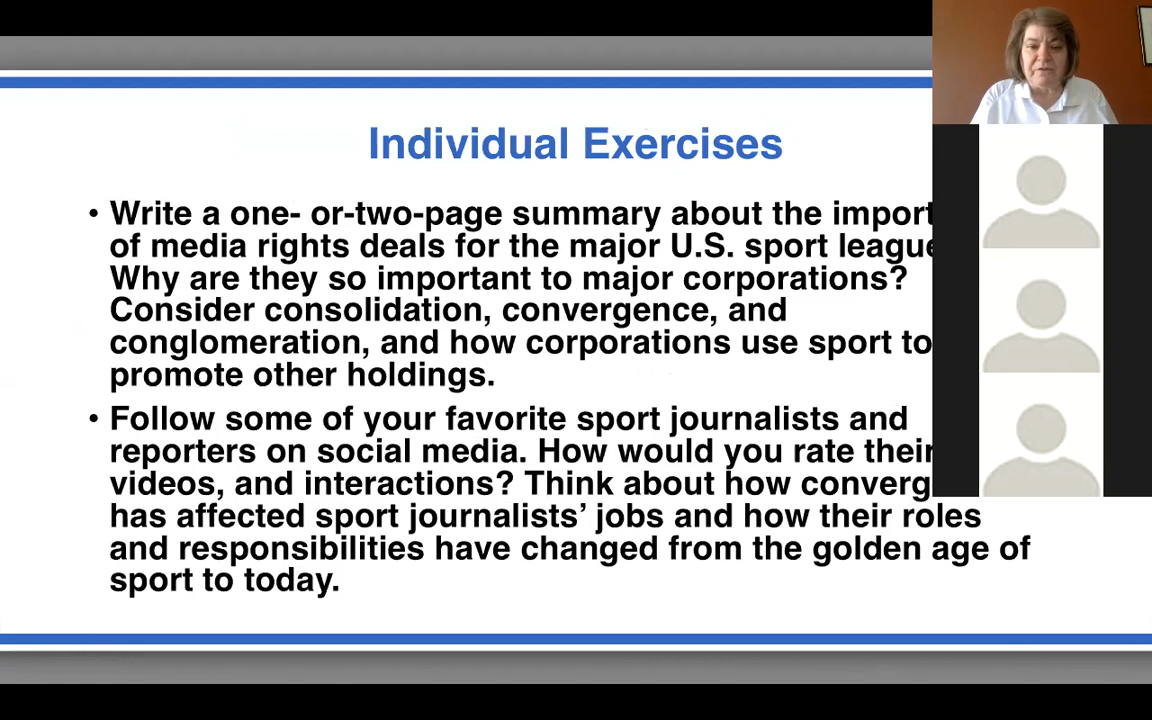 Individual Exercises
• Write a one- or-two-page summary about the import
of media rights deals for the major U.S. sport league
Why are they so important to major corporations?
Consider consolidation, convergence, and
conglomeration, and how corporations use sport to
promote other holdings.
• Follow some of your favorite sport journalists and
reporters on social media. How would you rate their
videos, and interactions? Think about how converg
has affected sport journalists’ jobs and how their roles
and responsibilities have changed from the golden age of
sport to today.